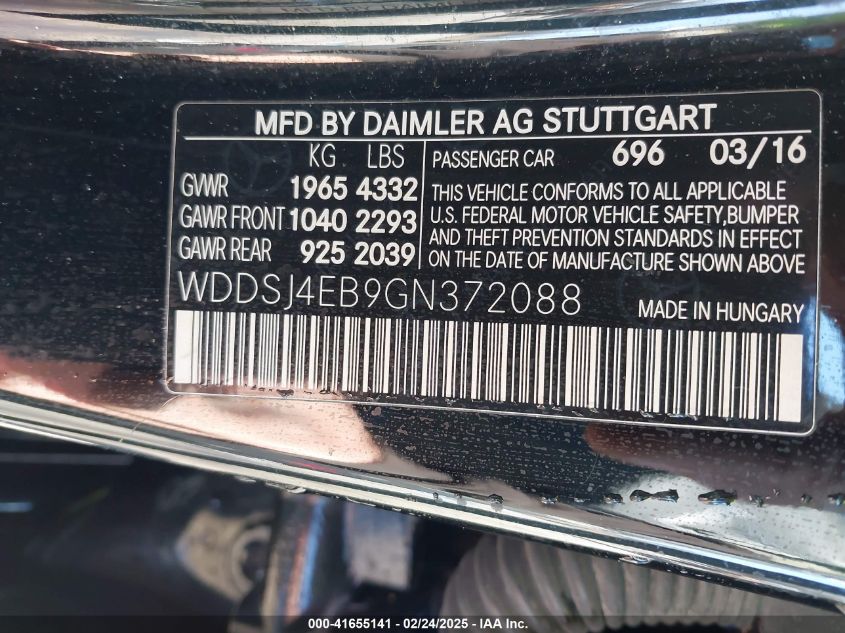 MFD BY DAIMLER AG STUTTGART
KG LBS
GVWR 1965 4332
GAWR FRONT 1040 2293
GAWR REAR 925 2039
PASSENGER CAR 696 03/16
THIS VEHICLE CONFORMS TO ALL APPLICABLE
U.S. FEDERAL MOTOR VEHICLE SAFETY,BUMPER
AND THEFT PREVENTION STANDARDS IN EFFECT
ON THE DATE OF MANUFACTURE SHOWN ABOVE
WDDSJ4EB9GN372088 MADE IN HUNGARY
000-41655141 - 02/24/2025 - IAA Inc.